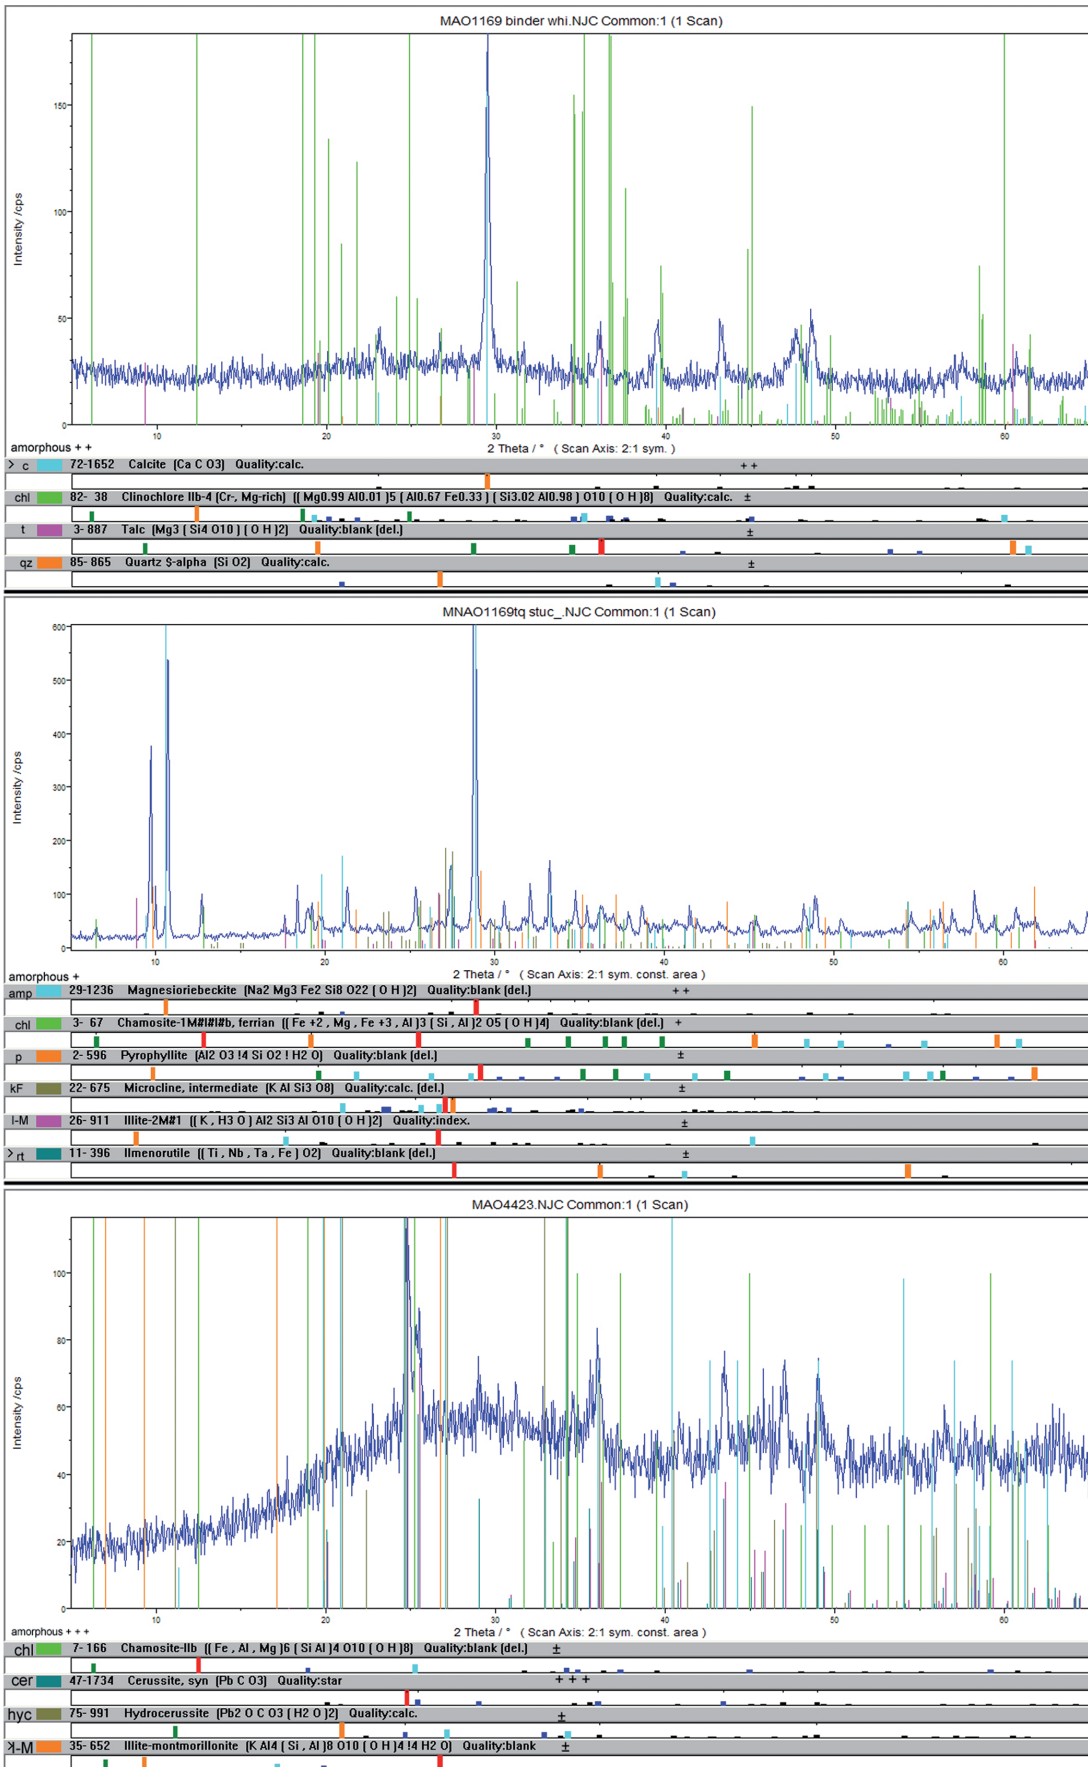 MAO1169 binder whi.NJC Common:1 (1 Scan)
Intensity /cps
150
100
50
0
10 20 30 40 50 60
2 Theta / ° ( Scan Axis: 2:1 sym. )
amorphous + +
> c 72-1652 Calcite (Ca C O3) Quality:calc. + +
chl 82- 38 Clinochlore IIb-4 (Cr-, Mg-rich) (( Mg0.99 Al0.01 )5 ( Al0.67 Fe0.33 ) ( Si3.02 Al0.98 ) O10 ( O H )8) Quality:calc. ±
t 3- 887 Talc (Mg3 ( Si4 O10 ) ( O H )2) Quality:blank (del.) ±
qz 85- 865 Quartz $-alpha (Si O2) Quality:calc. ±
MNAO1169tq stuc_.NJC Common:1 (1 Scan)
Intensity /cps
600
500
400
300
200
100
0
10 20 30 40 50 60
2 Theta / ° ( Scan Axis: 2:1 sym. const. area )
amorphous +
amp 29-1236 Magnesioriebeckite (Na2 Mg3 Fe2 Si8 O22 ( O H )2) Quality:blank (del.) + +
chl 3- 67 Chamosite-1M#I#I#b, ferrian (( Fe +2 , Mg , Fe +3 , Al )3 ( Si , Al )2 O5 ( O H )4) Quality:blank (del.) +
p 2- 596 Pyrophyllite (Al2 O3 !4 Si O2 ! H2 O) Quality:blank (del.) ±
kF 22- 675 Microcline, intermediate (K Al Si3 O8) Quality:calc. (del.) ±
I-M 26- 911 Illite-2M#1 (( K , H3 O ) Al2 Si3 Al O10 ( O H )2) Quality:index. ±
> rt 11- 396 Ilmenorutile (( Ti , Nb , Ta , Fe ) O2) Quality:blank (del.) ±
MAO4423.NJC Common:1 (1 Scan)
Intensity /cps
100
80
60
40
20
0
10 20 30 40 50 60
2 Theta / ° ( Scan Axis: 2:1 sym. const. area )
amorphous + + +
chl 7- 166 Chamosite-IIb (( Fe , Al , Mg )6 ( Si Al )4 O10 ( O H )8) Quality:blank (del.) ±
cer 47-1734 Cerussite, syn (Pb C O3) Quality:star + + +
hyc 75- 991 Hydrocerussite (Pb2 O C O3 ( H2 O )2) Quality:calc. ±
>I-M 35- 652 Illite-montmorillonite (K Al4 ( Si , Al )8 O10 ( O H )4 !4 H2 O) Quality:blank ±